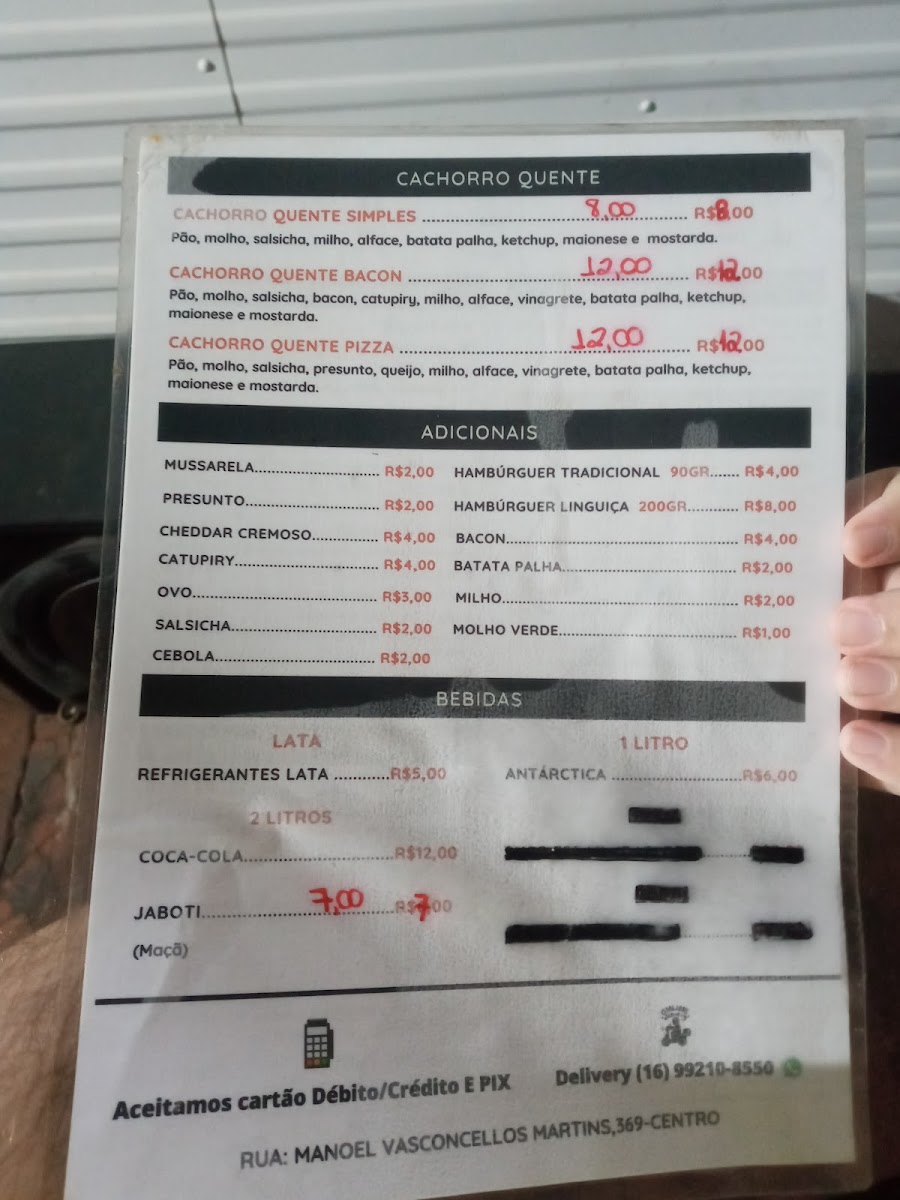 CACHORRO QUENTE
CACHORRO QUENTE SIMPLES 8,00 R$8,00
Pão, molho, salsicha, milho, alface, batata palha, ketchup, maionese e mostarda.
CACHORRO QUENTE BACON 12,00 R$12,00
Pão, molho, salsicha, bacon, catupiry, milho, alface, vinagrete, batata palha, ketchup,
maionese e mostarda.
CACHORRO QUENTE PIZZA 12,00 R$12,00
Pão, molho, salsicha, presunto, queijo, milho, alface, vinagrete, batata palha, ketchup,
maionese e mostarda.
ADICIONAIS
MUSSARELA R$2,00
PRESUNTO R$2,00
CHEDDAR CREMOSO R$4,00
CATUPIRY R$4,00
OVO R$3,00
SALSICHA R$2,00
CEBOLA R$2,00
HAMBÚRGUER TRADICIONAL 90GR R$4,00
HAMBÚRGUER LINGUIÇA 200GR R$8,00
BACON R$4,00
BATATA PALHA R$2,00
MILHO R$2,00
MOLHO VERDE R$1,00
BEBIDAS
LATA
REFRIGERANTES LATA R$5,00
2 LITROS
COCA-COLA R$12,00
JABOTI 7,00 R$7,00
(Maçã)
1 LITRO
ANTÁRCTICA R$6,00
Aceitamos cartão Débito/Crédito E PIX
Delivery (16) 99210-8550
RUA: MANOEL VASCONCELLOS MARTINS,369-CENTRO